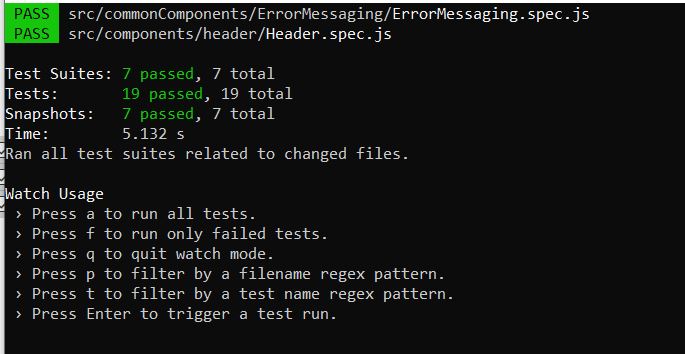 PASS src/commonComponents/ErrorMessaging/ErrorMessaging.spec.js
PASS src/components/header/Header.spec.js
Test Suites: 7 passed, 7 total
Tests: 19 passed, 19 total
Snapshots: 7 passed, 7 total
Time: 5.132 s
Ran all test suites related to changed files.
Watch Usage
› Press a to run all tests.
› Press f to run only failed tests.
› Press q to quit watch mode.
› Press p to filter by a filename regex pattern.
› Press t to filter by a test name regex pattern.
› Press Enter to trigger a test run.